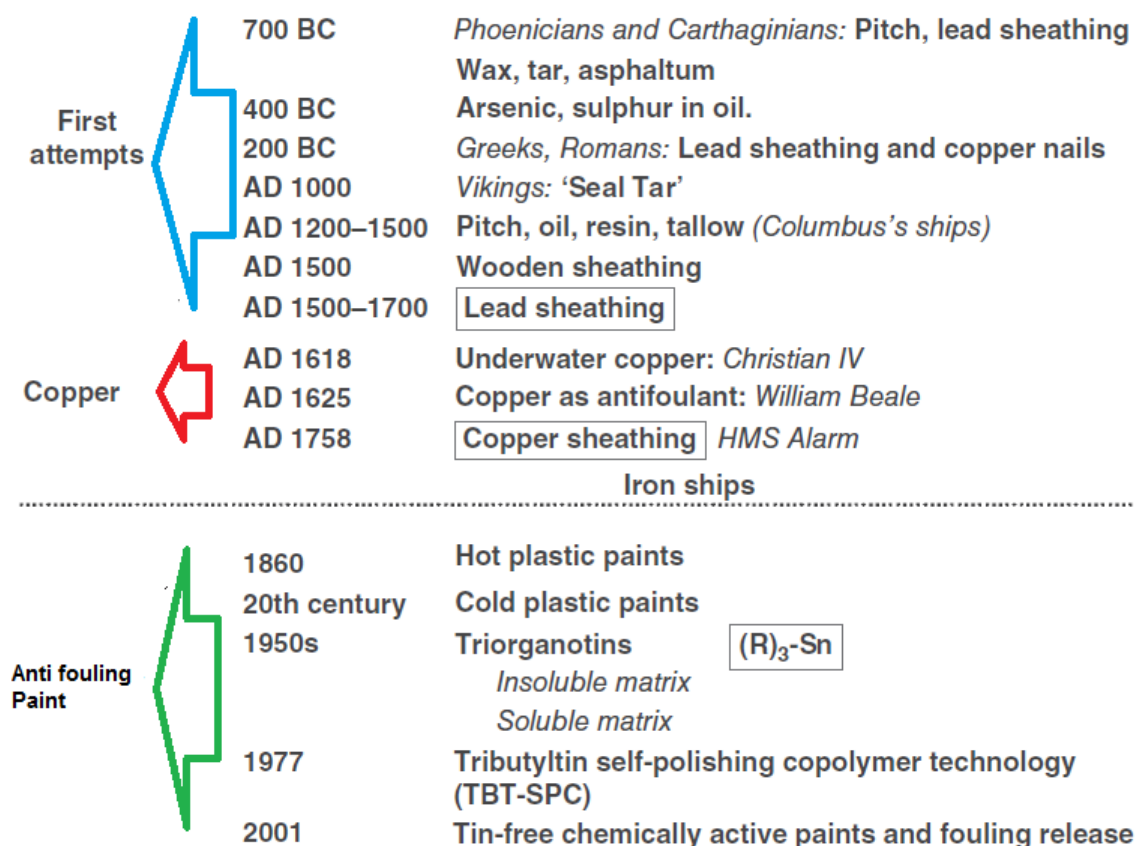 700 BC Phoenicians and Carthaginians: Pitch, lead sheathing
Wax, tar, asphaltum
400 BC Arsenic, sulphur in oil.
First attempts
200 BC Greeks, Romans: Lead sheathing and copper nails
AD 1000 Vikings: ‘Seal Tar’
AD 1200–1500 Pitch, oil, resin, tallow (Columbus's ships)
AD 1500 Wooden sheathing
AD 1500–1700 Lead sheathing
AD 1618 Underwater copper: Christian IV
Copper
AD 1625 Copper as antifoulant: William Beale
AD 1758 Copper sheathing HMS Alarm
Iron ships
1860 Hot plastic paints
20th century Cold plastic paints
1950s Triorganotins (R)₃-Sn
Insoluble matrix
Anti fouling
Paint
Soluble matrix
1977 Tributyltin self-polishing copolymer technology
(TBT-SPC)
2001 Tin-free chemically active paints and fouling release